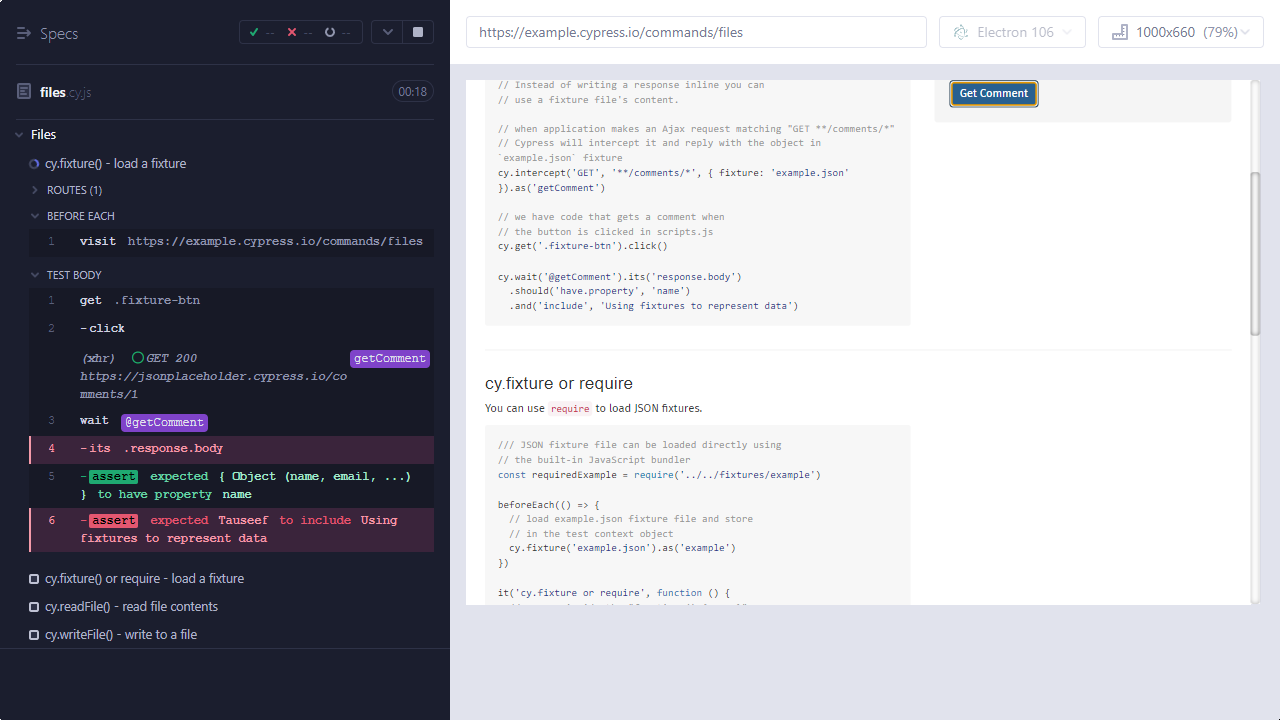 Specs
-- -- --
files.cy.js
00:18
Files
cy.fixture() - load a fixture
ROUTES (1)
BEFORE EACH
1 visit https://example.cypress.io/commands/files
TEST BODY
1 get .fixture-btn
2 -click
(xhr) GET 200 getComment
https://jsonplaceholder.cypress.io/co
mments/1
3 wait @getComment
4 -its .response.body
5 -assert expected { Object (name, email, ...)
} to have property name
6 -assert expected Tauseef to include Using
fixtures to represent data
cy.fixture() or require - load a fixture
cy.readFile() - read file contents
cy.writeFile() - write to a file
https://example.cypress.io/commands/files
Electron 106
1000x660 (79%)
// Instead of writing a response inline you can
// use a fixture file's content.
// when application makes an Ajax request matching "GET **/comments/*"
// Cypress will intercept it and reply with the object in
`example.json` fixture
cy.intercept('GET', '**/comments/*', { fixture: 'example.json'
}).as('getComment')
// we have code that gets a comment when
// the button is clicked in scripts.js
cy.get('.fixture-btn').click()
cy.wait('@getComment').its('response.body')
.should('have.property', 'name')
.and('include', 'Using fixtures to represent data')
Get Comment
cy.fixture or require
You can use require to load JSON fixtures.
/// JSON fixture file can be loaded directly using
// the built-in JavaScript bundler
const requiredExample = require('../../fixtures/example')
beforeEach(() => {
// load example.json fixture file and store
// in the test context object
cy.fixture('example.json').as('example')
})
it('cy.fixture or require', function () {